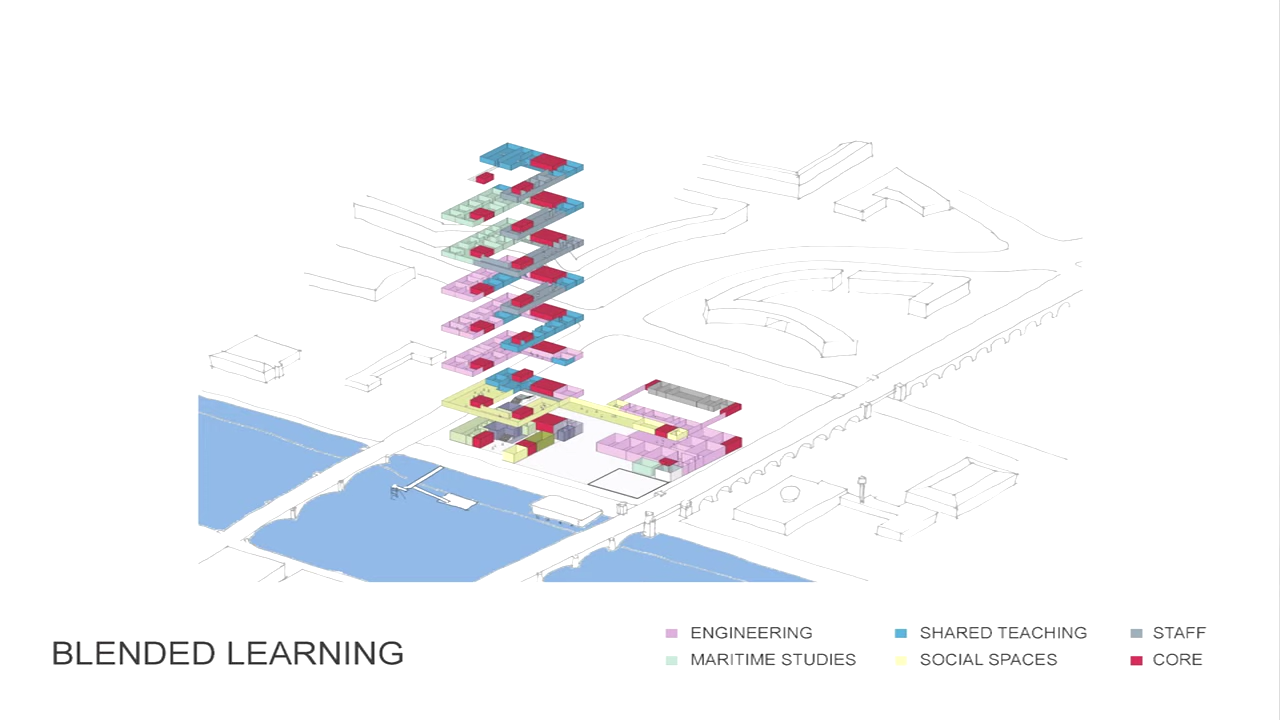 BLENDED LEARNING
ENGINEERING
MARITIME STUDIES
SHARED TEACHING
SOCIAL SPACES
STAFF
CORE